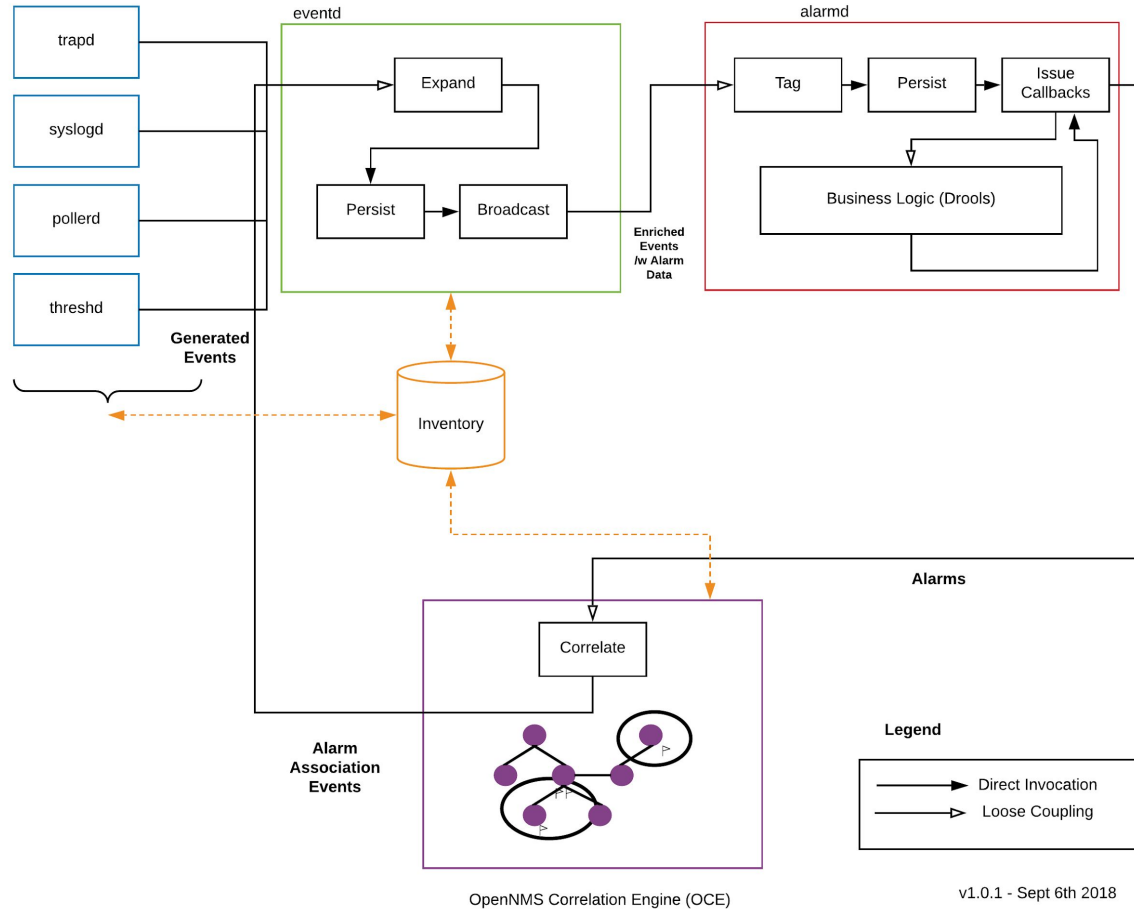 eventd
alarmd
trapd
syslogd
pollerd
threshd
Generated
Events
Expand
Persist
Broadcast
Enriched
Events
/w Alarm
Data
Tag
Persist
Issue
Callbacks
Business Logic (Drools)
Inventory
Alarms
Correlate
Alarm
Association
Events
OpenNMS Correlation Engine (OCE)
Legend
Direct Invocation
Loose Coupling
v1.0.1 - Sept 6th 2018